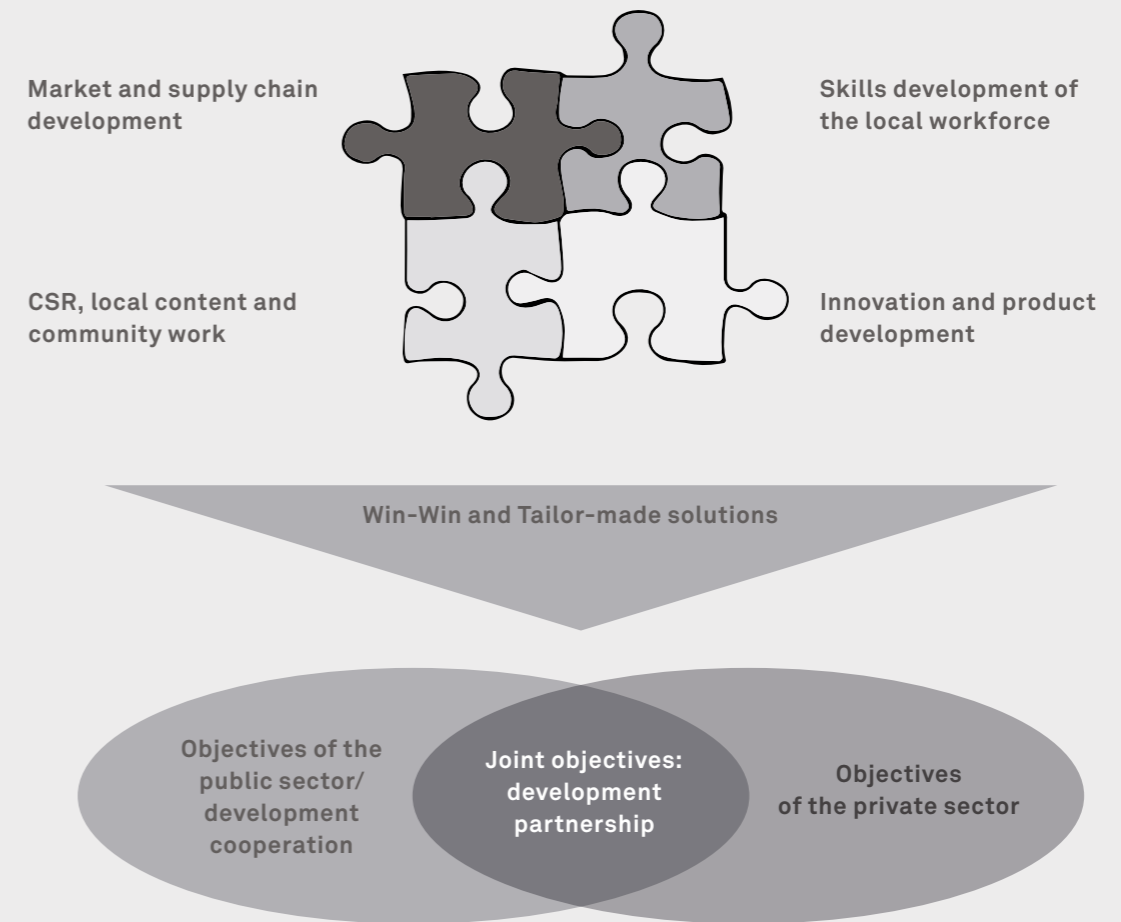 Market and supply chain
development
Skills development of
the local workforce
CSR, local content and
community work
Innovation and product
development
Win-Win and Tailor-made solutions
Objectives of the
public sector/
development
cooperation
Joint objectives:
development
partnership
Objectives
of the private sector